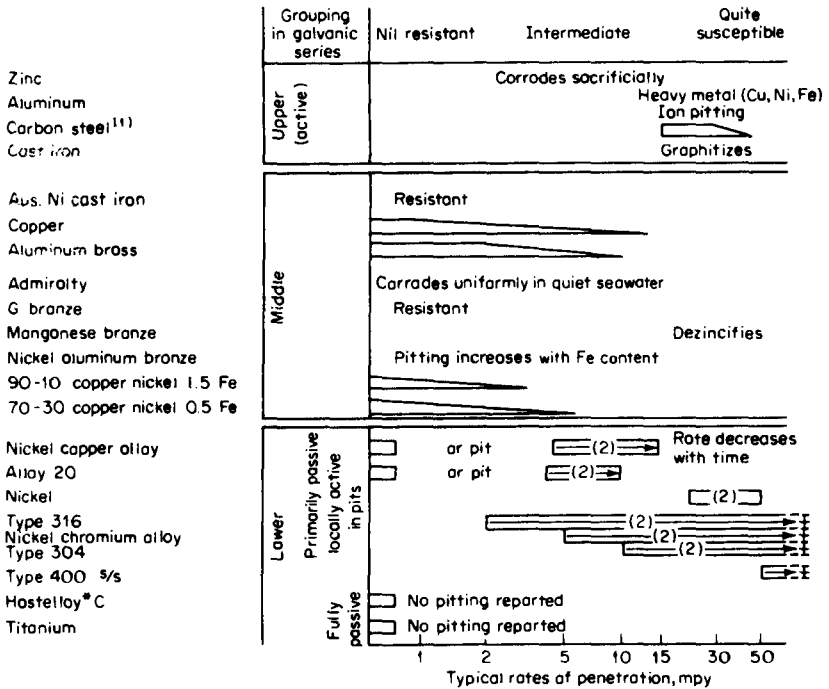 Grouping in galvanic series
Nil resistant
Intermediate
Quite susceptible
Upper (active)
Zinc
Corrodes sacrificially
Aluminum
Heavy metal (Cu, Ni, Fe) Ion pitting
Carbon steel(1)
Cast iron
Graphitizes
Middle
Aus. Ni cast iron
Resistant
Copper
Aluminum brass
Admirolty
Corrades uniformly in quiet seawater
G bronze
Resistant
Mangonese bronze
Dezincifies
Nickel aluminum bronze
Pitting increases with Fe content
90-10 copper nickel 1.5 Fe
70-30 copper nickel 0.5 Fe
Lower
Primarily passive locally active in pits
Nickel copper alloy
or pit
(2)
Rate decreases with time
Alloy 20
or pit
(2)
Nickel
(2)
Type 316
(2)
Nickel chromium alloy
(2)
Type 304
(2)
Type 400 s/s
Fully passive
Hostelloy* C
No pitting reported
Titanium
No pitting reported
1 2 5 10 15 30 50
Typical rates of penetration, mpy